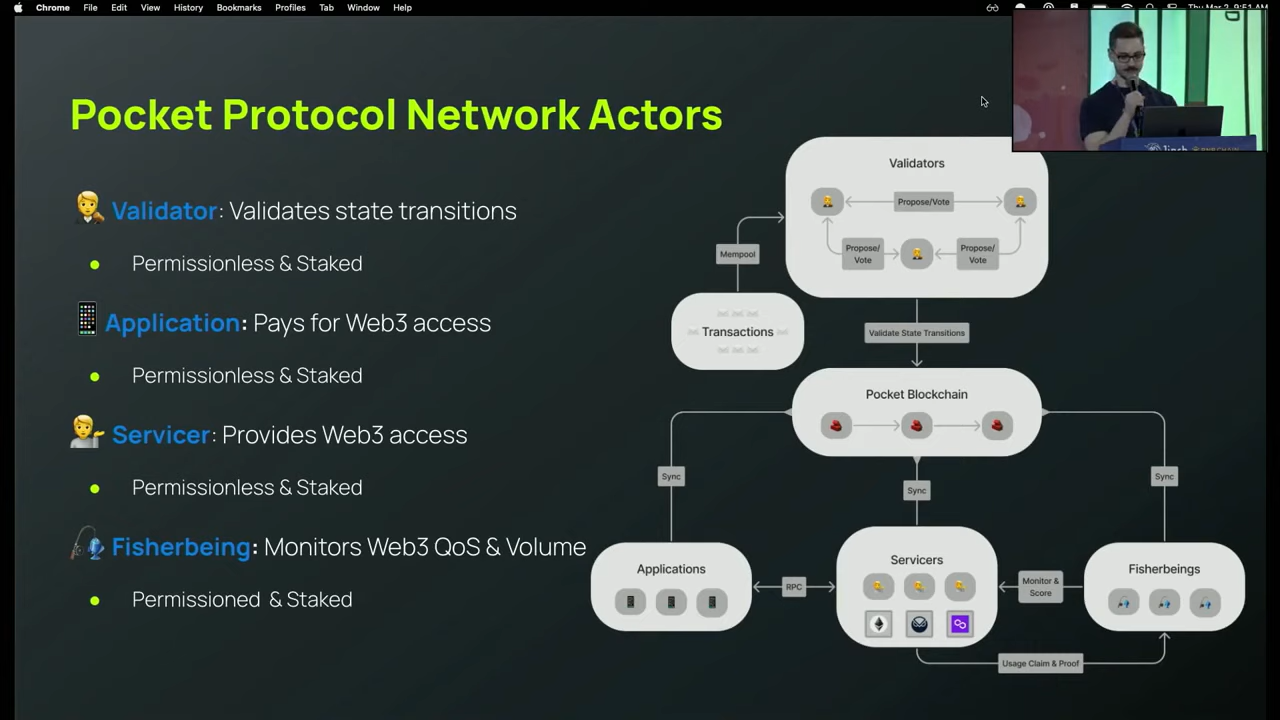 Chrome File Edit View History Bookmarks Profiles Tab Window Help
Pocket Protocol Network Actors
Validator: Validates state transitions
• Permissionless & Staked
Application: Pays for Web3 access
• Permissionless & Staked
Servicer: Provides Web3 access
• Permissionless & Staked
Fisherbeing: Monitors Web3 QoS & Volume
• Permissioned & Staked
Validators
Propose/Vote
Propose/
Vote
Propose/
Vote
Mempool
Transactions
Validate State Transitions
Pocket Blockchain
Sync
Sync
Sync
Applications
RPC
Servicers
Monitor &
Score
Fisherbeings
Usage Claim & Proof